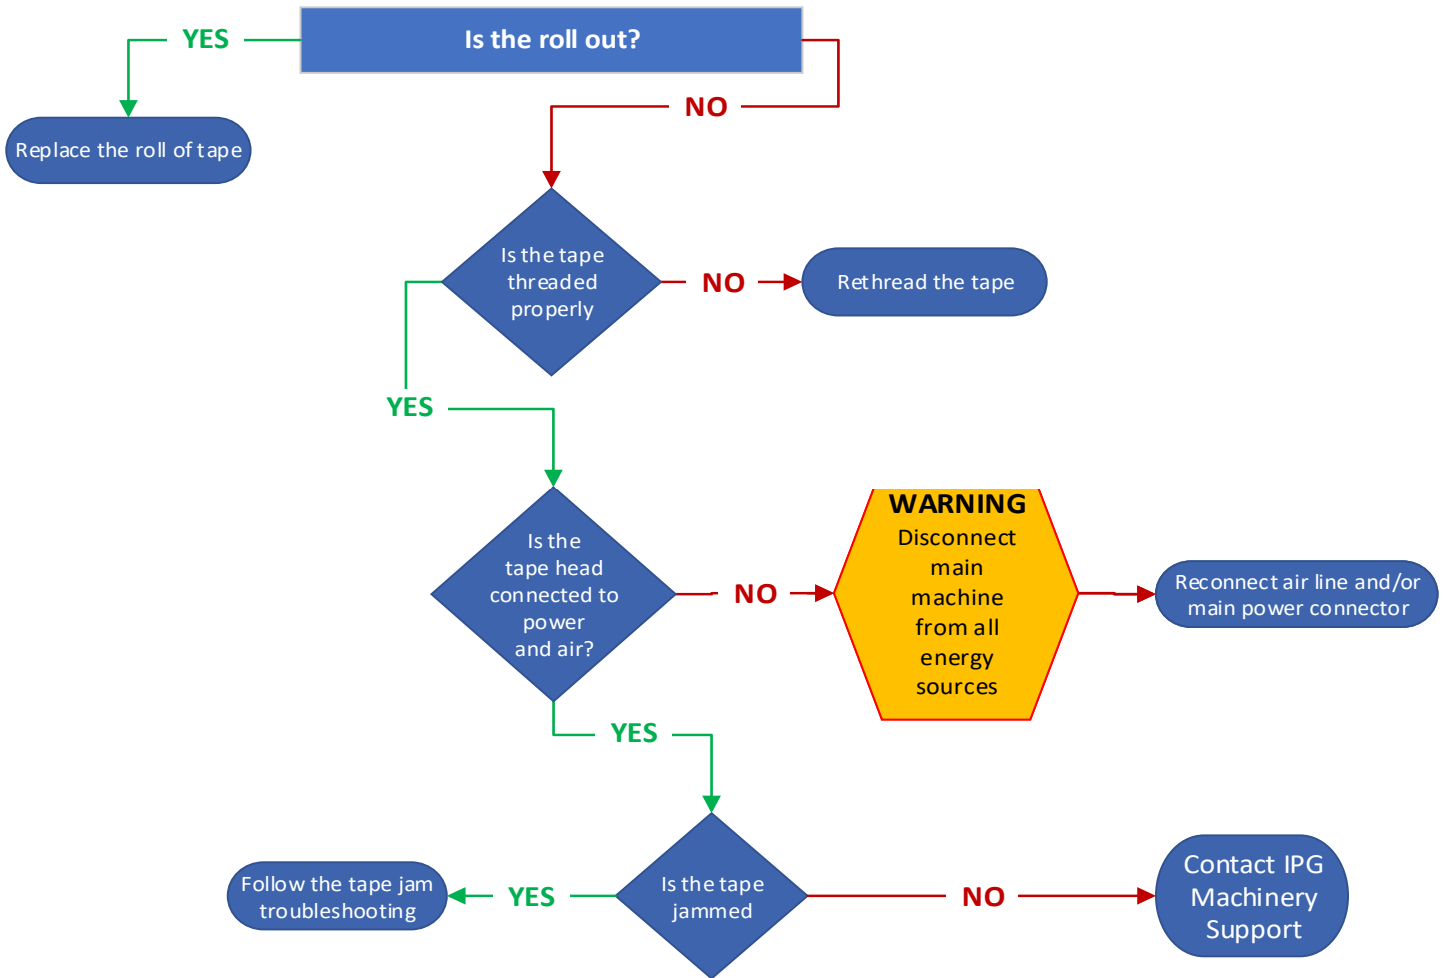 Is the roll out?
YES
NO
Replace the roll of tape
Is the tape
threaded
properly
NO
Rethread the tape
YES
Is the
tape head
connected to
power
and air?
NO
WARNING
Disconnect
main
machine
from all
energy
sources
Reconnect air line and/or
main power connector
YES
Is the tape
jammed
YES
Follow the tape jam
troubleshooting
NO
Contact IPG
Machinery
Support